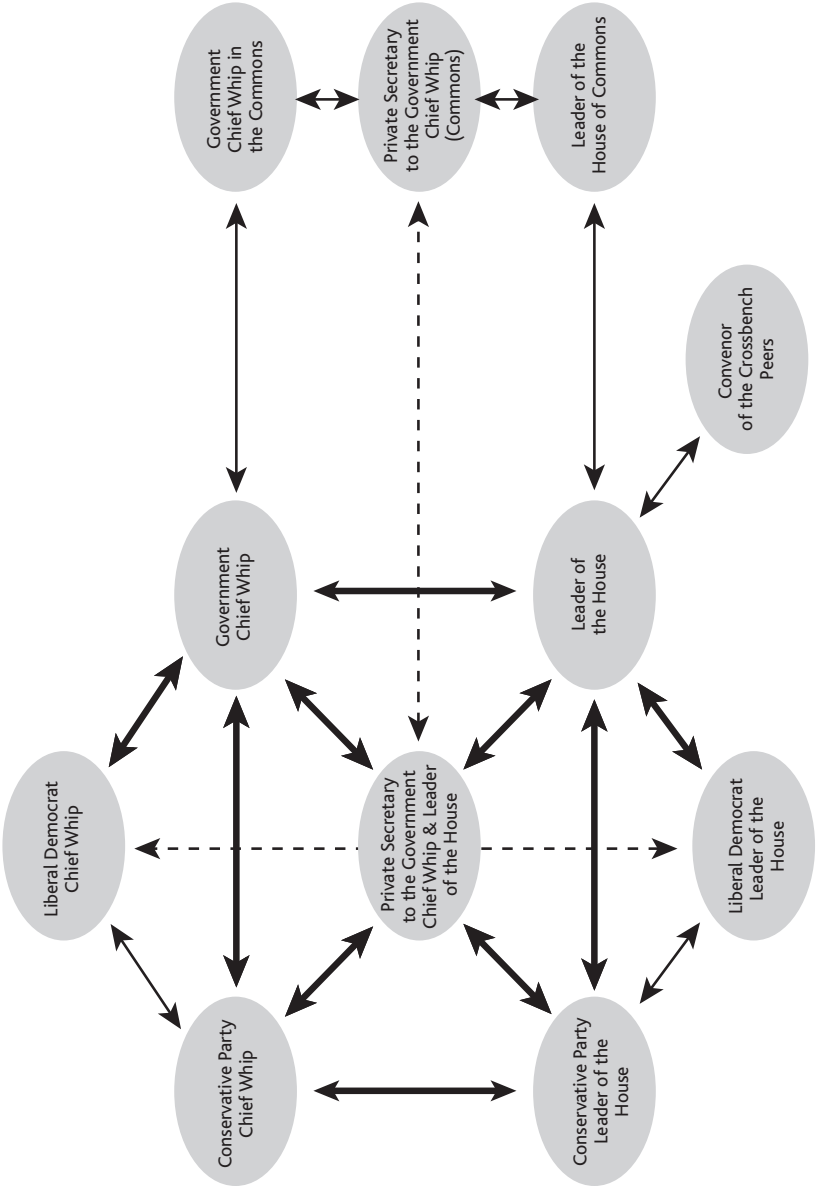 Liberal Democrat
Chief Whip
Conservative Party
Chief Whip
Government
Chief Whip
Government
Chief Whip in
the Commons
Private Secretary
to the Government
Chief Whip & Leader
of the House
Private Secretary
to the Government
Chief Whip
(Commons)
Conservative Party
Leader of the
House
Leader of
the House
Leader of the
House of Commons
Liberal Democrat
Leader of the
House
Convenor
of the Crossbench
Peers